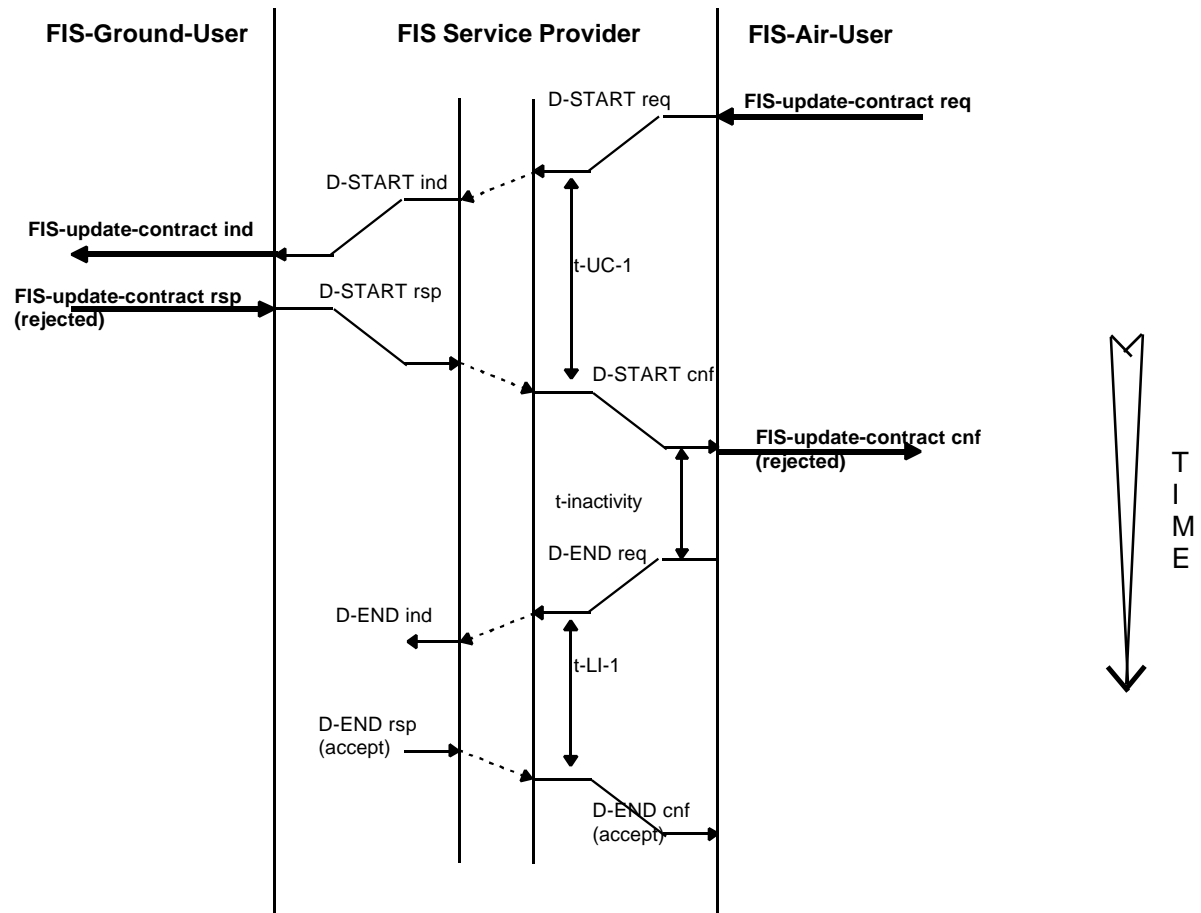 FIS-Ground-User
FIS Service Provider
FIS-Air-User
D-START req
FIS-update-contract req
D-START ind
FIS-update-contract ind
t-UC-1
FIS-update-contract rsp
(rejected)
D-START rsp
D-START cnf
FIS-update-contract cnf
(rejected)
T
I
M
E
t-inactivity
D-END req
D-END ind
t-LI-1
D-END rsp
(accept)
D-END cnf
(accept)